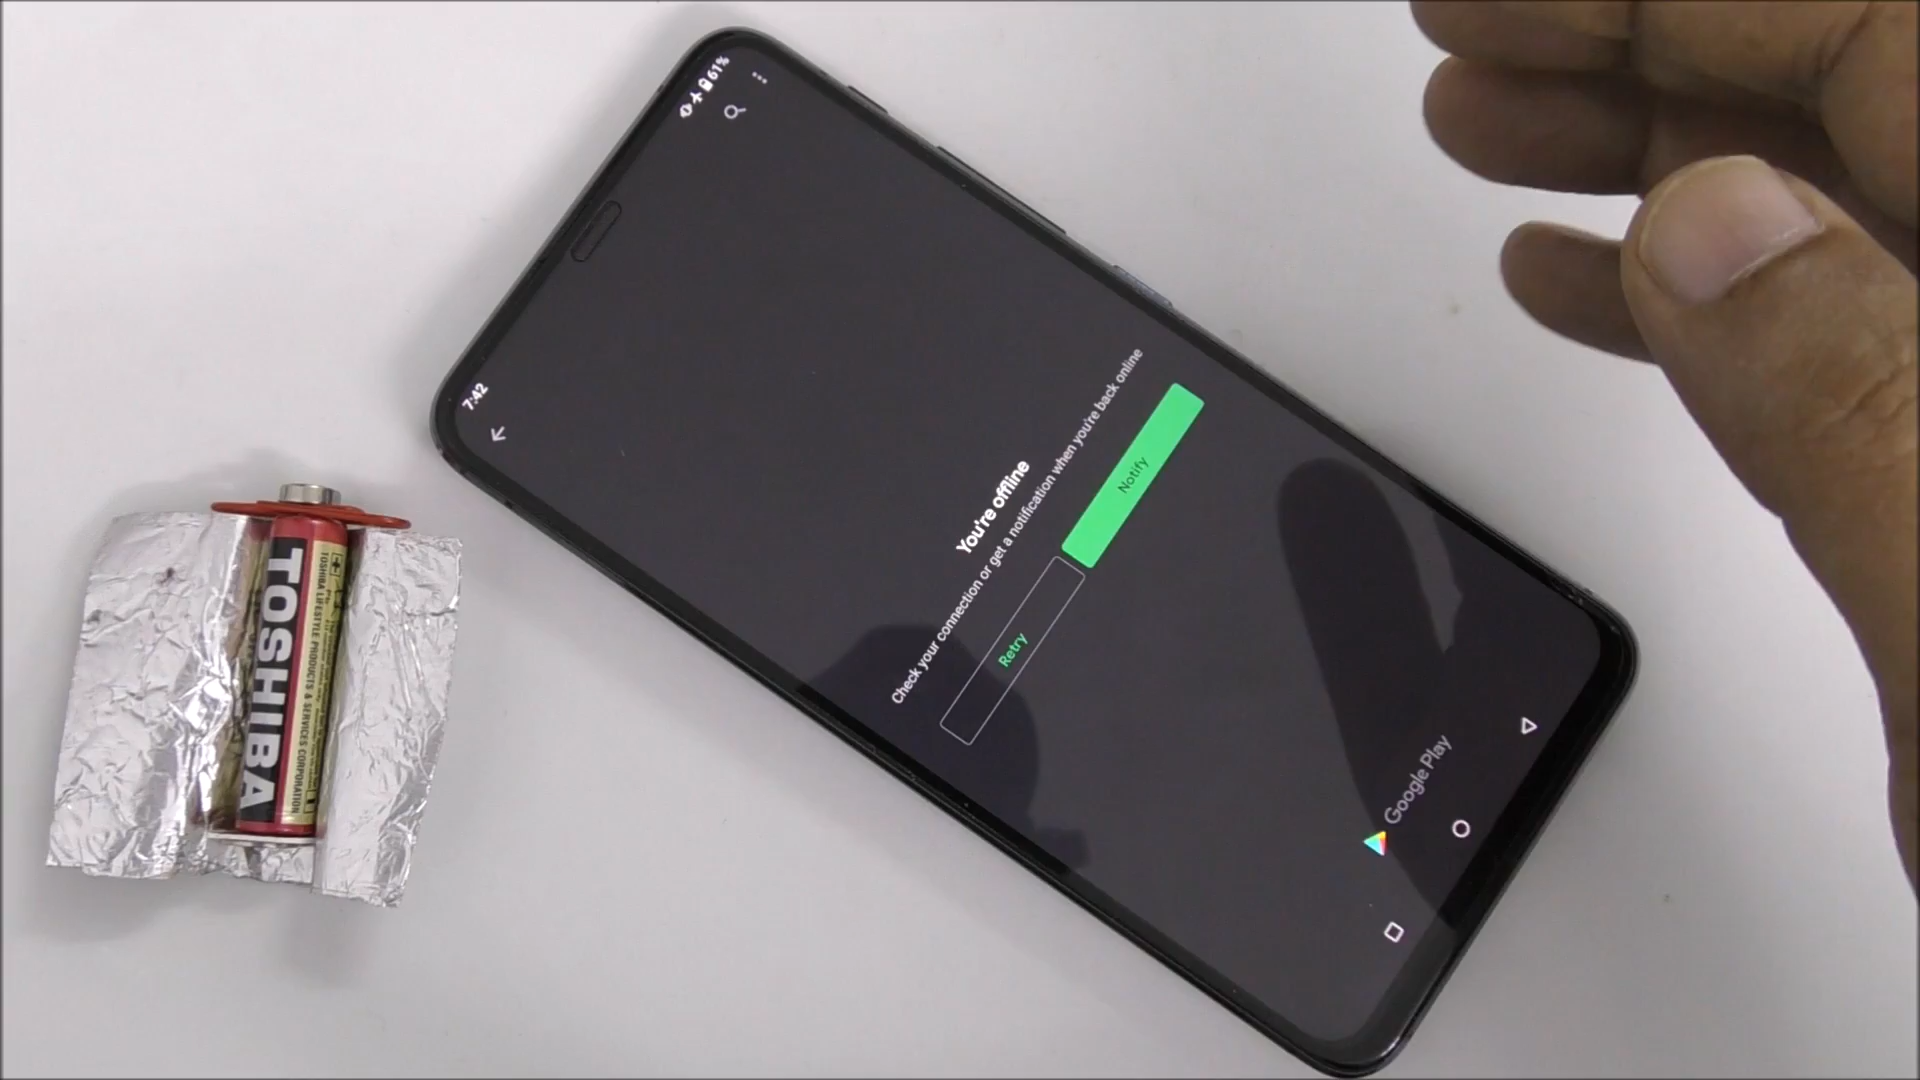 7:42
61%
You're offline
Check your connection or get a notification when you're back online
Retry
Notify
Google Play
TOSHIBA
TOSHIBA LIFESTYLE PRODUCTS & SERVICES CORPORATION